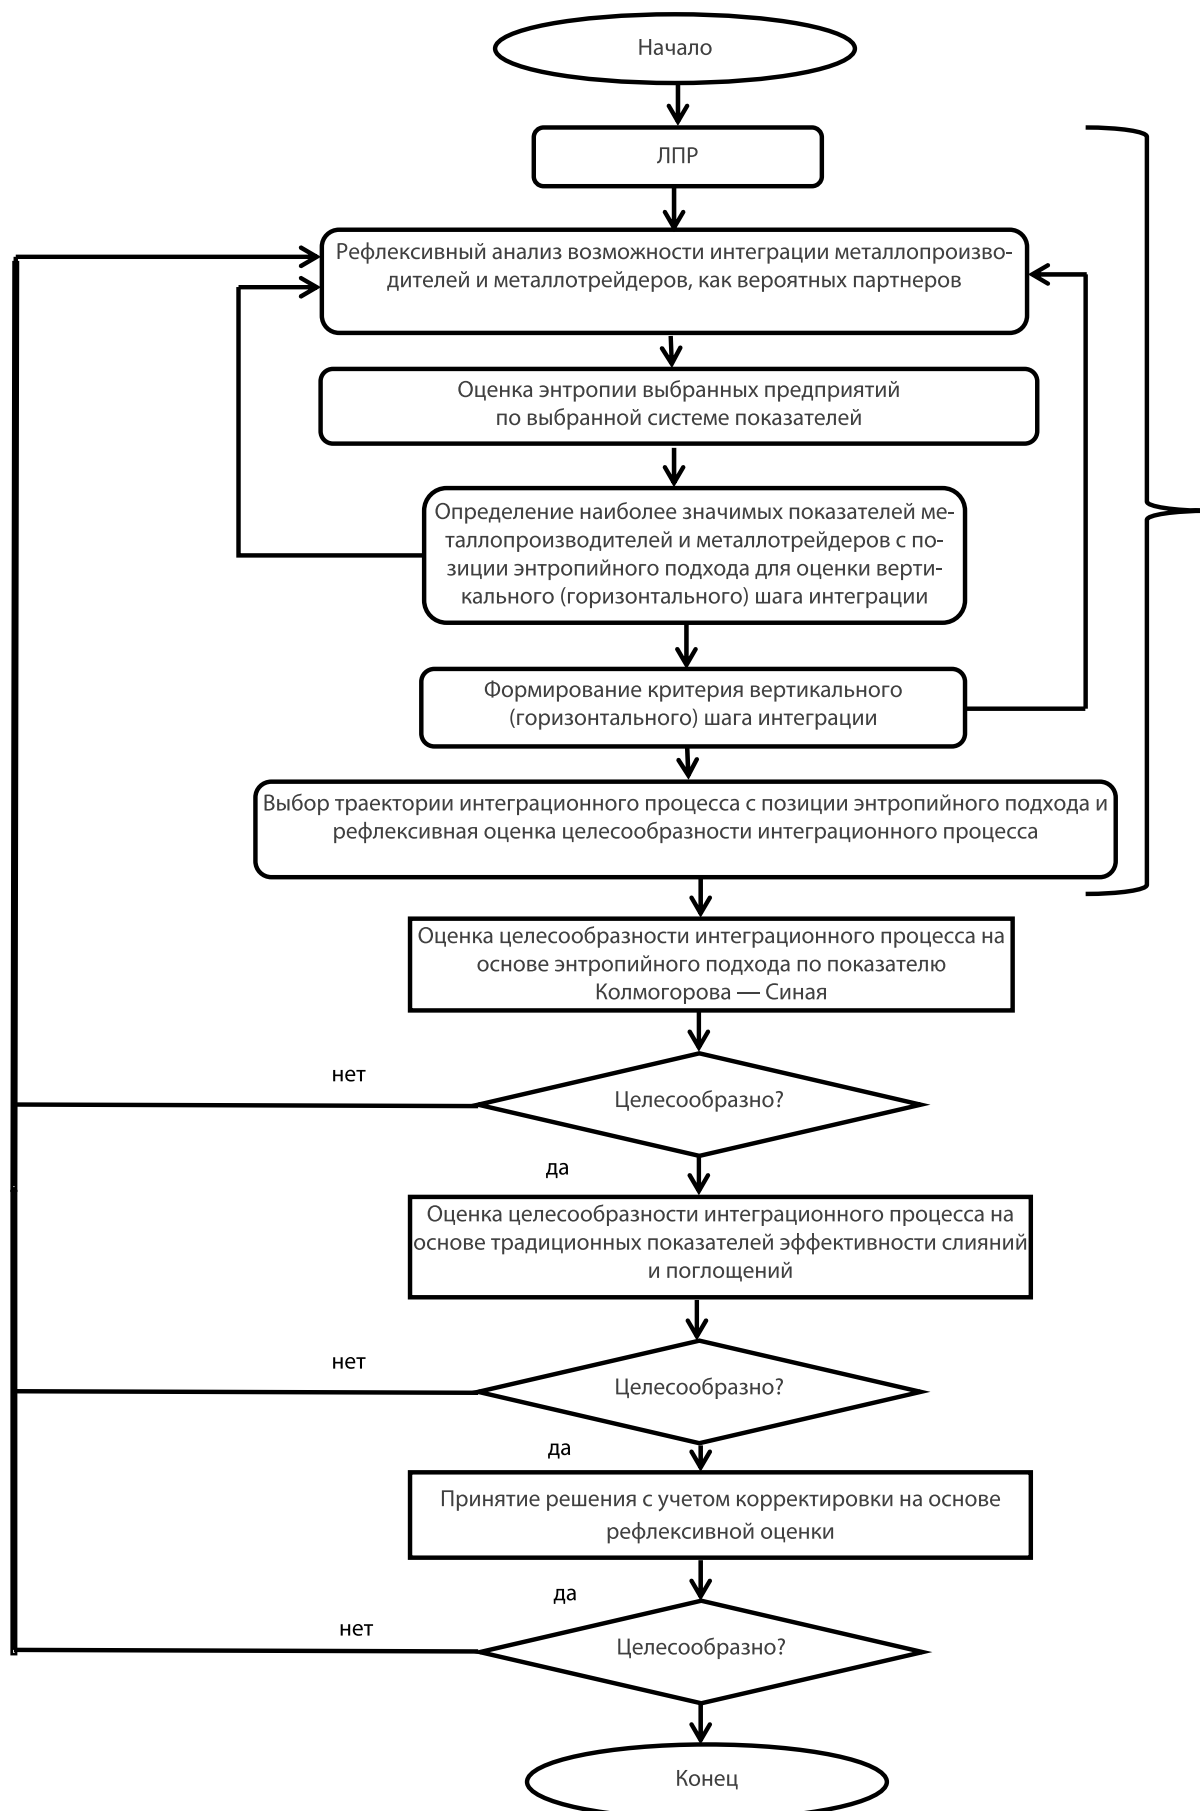 Начало
ЛПР
Рефлексивный анализ возможности интеграции металлопроизво-
дителей и металлотрейдеров, как вероятных партнеров
Оценка энтропии выбранных предприятий
по выбранной системе показателей
Определение наиболее значимых показателей ме-
таллопроизводителей и металлотрейдеров с по-
зиции энтропийного подхода для оценки верти-
кального (горизонтального) шага интеграции
Формирование критерия вертикального
(горизонтального) шага интеграции
Выбор траектории интеграционного процесса с позиции энтропийного подхода и
рефлексивная оценка целесообразности интеграционного процесса
Оценка целесообразности интеграционного процесса на
основе энтропийного подхода по показателю
Колмогорова — Синая
нет
Целесообразно?
да
Оценка целесообразности интеграционного процесса на
основе традиционных показателей эффективности слияний
и поглощений
нет
Целесообразно?
да
Принятие решения с учетом корректировки на основе
рефлексивной оценки
да
нет
Целесообразно?
Конец